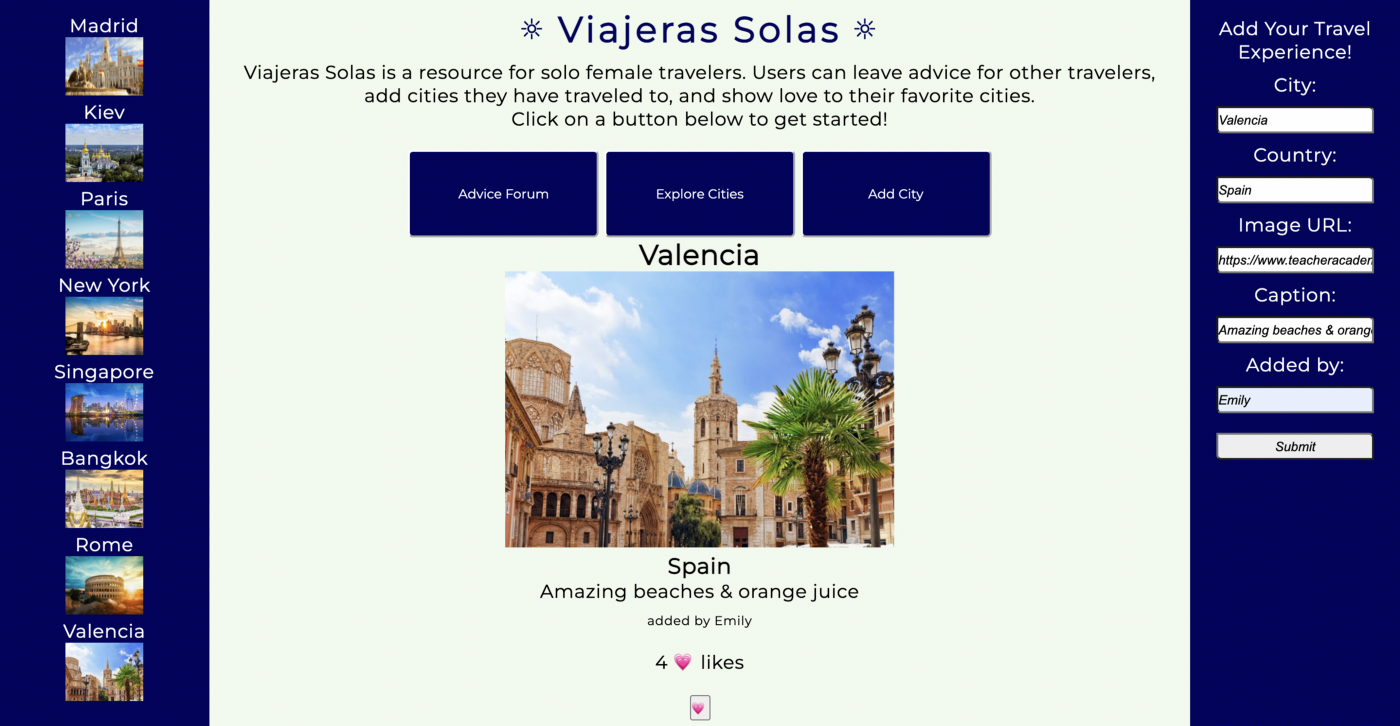 Madrid
Kiev
Paris
New York
Singapore
Bangkok
Rome
Valencia
☼ Viajeras Solas ☼
Viajeras Solas is a resource for solo female travelers. Users can leave advice for other travelers,
add cities they have traveled to, and show love to their favorite cities.
Click on a button below to get started!
Advice Forum
Explore Cities
Add City
Valencia
Spain
Amazing beaches & orange juice
added by Emily
4 💗 likes
💗
Add Your Travel
Experience!
City:
Valencia
Country:
Spain
Image URL:
https://www.teacheracade
Caption:
Amazing beaches & orang
Added by:
Emily
Submit